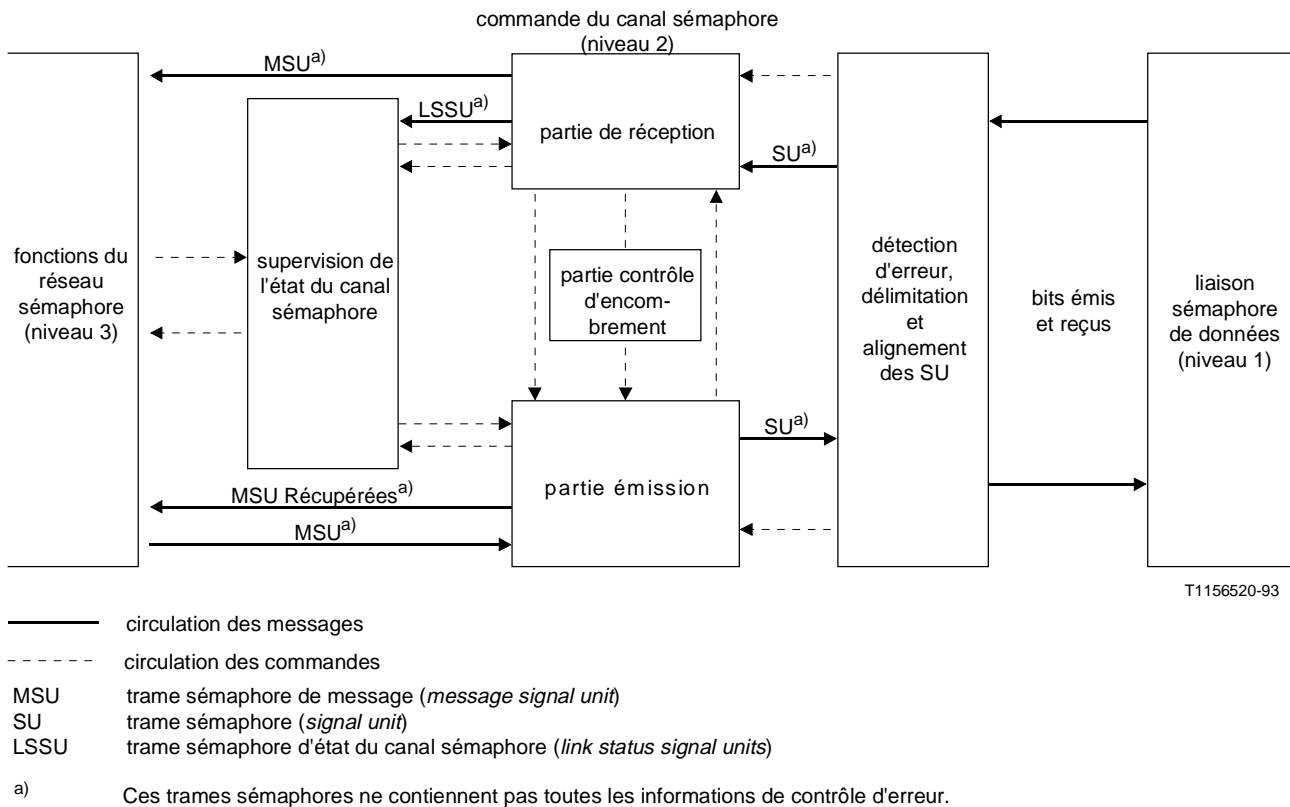 commande du canal sémaphore
(niveau 2)
MSUa)
LSSUa)
partie de réception
SUa)
fonctions du
réseau
sémaphore
(niveau 3)
supervision de
l'état du canal
sémaphore
partie contrôle
d'encom-
brement
détection
d'erreur,
délimitation
et
alignement
des SU
bits émis
et reçus
liaison
sémaphore
de données
(niveau 1)
SUa)
partie émission
MSU Récupéréesa)
MSUa)
T1156520-93
circulation des messages
circulation des commandes
MSU trame sémaphore de message (message signal unit)
SU trame sémaphore (signal unit)
LSSU trame sémaphore d'état du canal sémaphore (link status signal units)
a) Ces trames sémaphores ne contiennent pas toutes les informations de contrôle d'erreur.